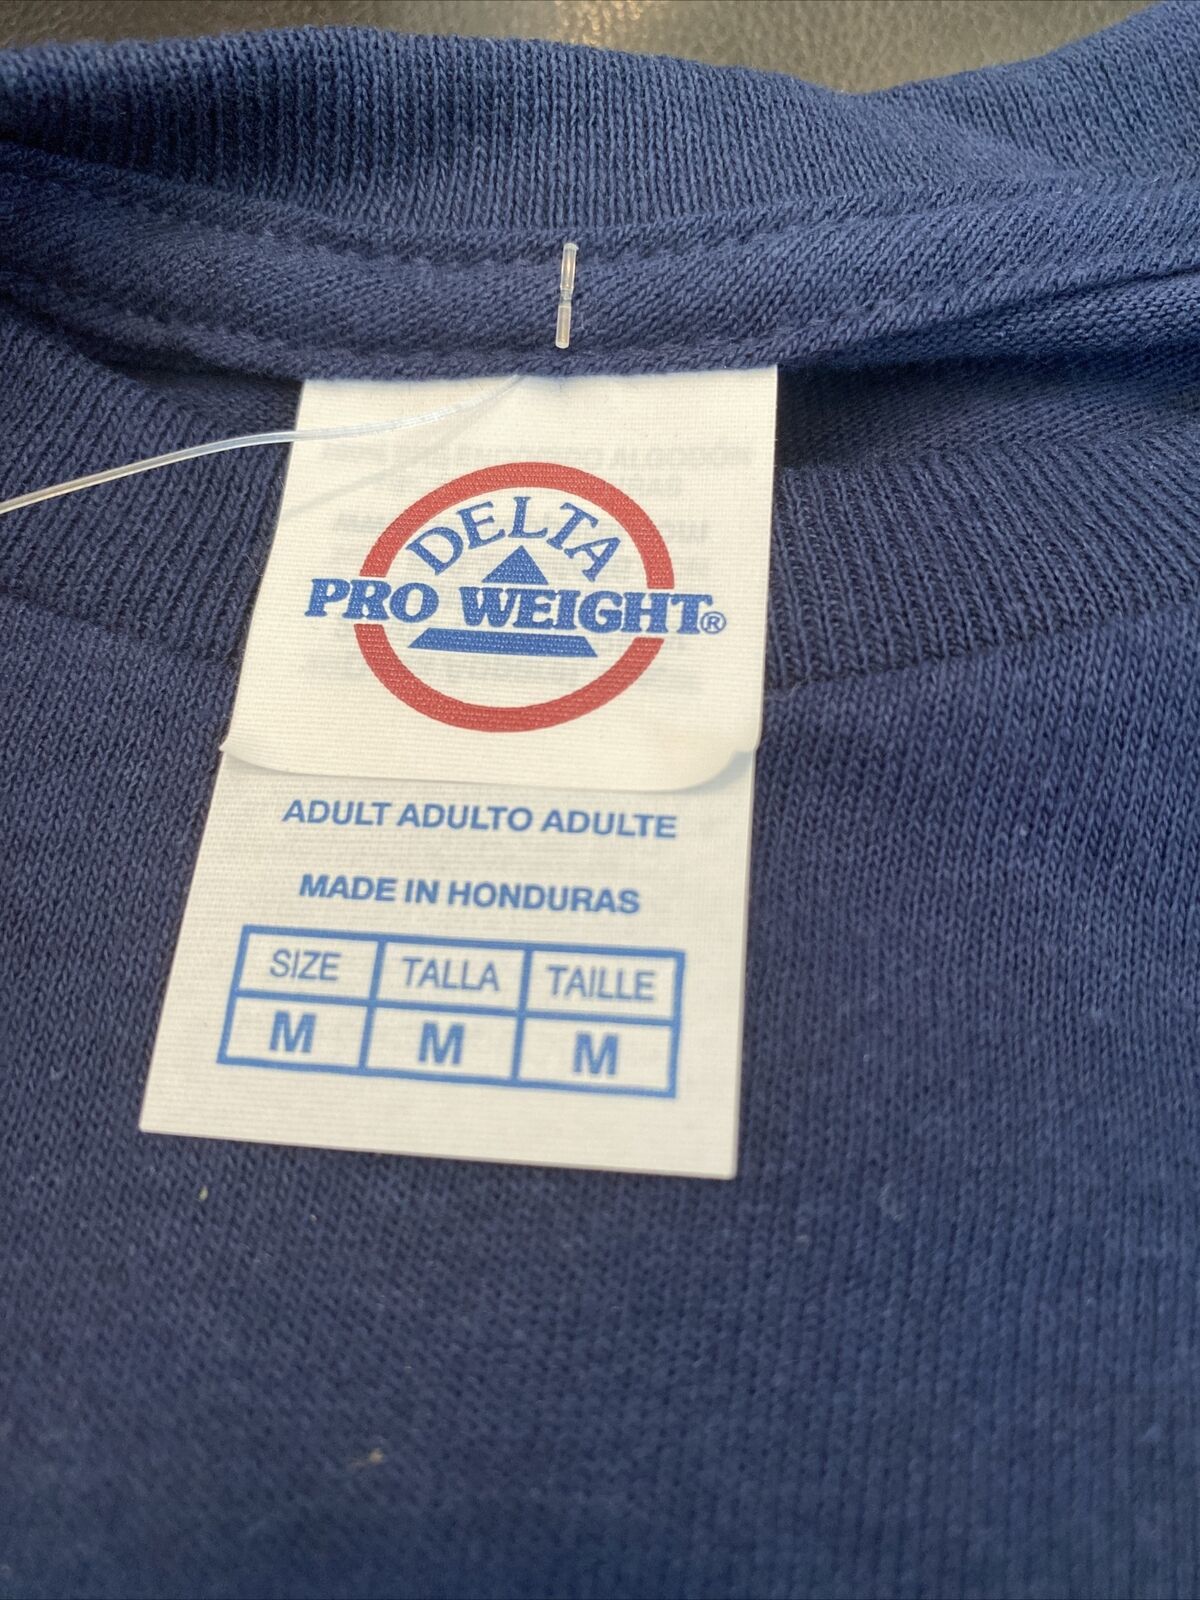 DELTA
PRO WEIGHT®
ADULT ADULTO ADULTE
MADE IN HONDURAS
SIZE TALLA TAILLE
M M M